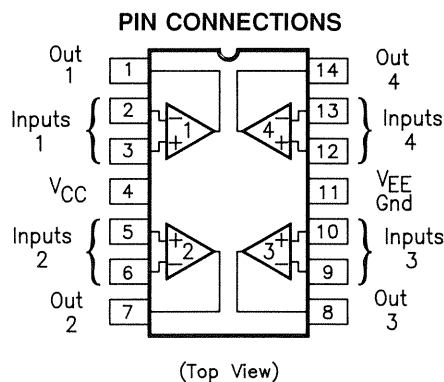 PIN CONNECTIONS
Out 1
1
14
Out 4
Inputs 1
2
3
− + 1
4 − +
13
12
Inputs 4
VCC
4
11
VEE Gnd
Inputs 2
5
6
+ − 2
3 + −
10
9
Inputs 3
Out 2
7
8
Out 3
(Top View)